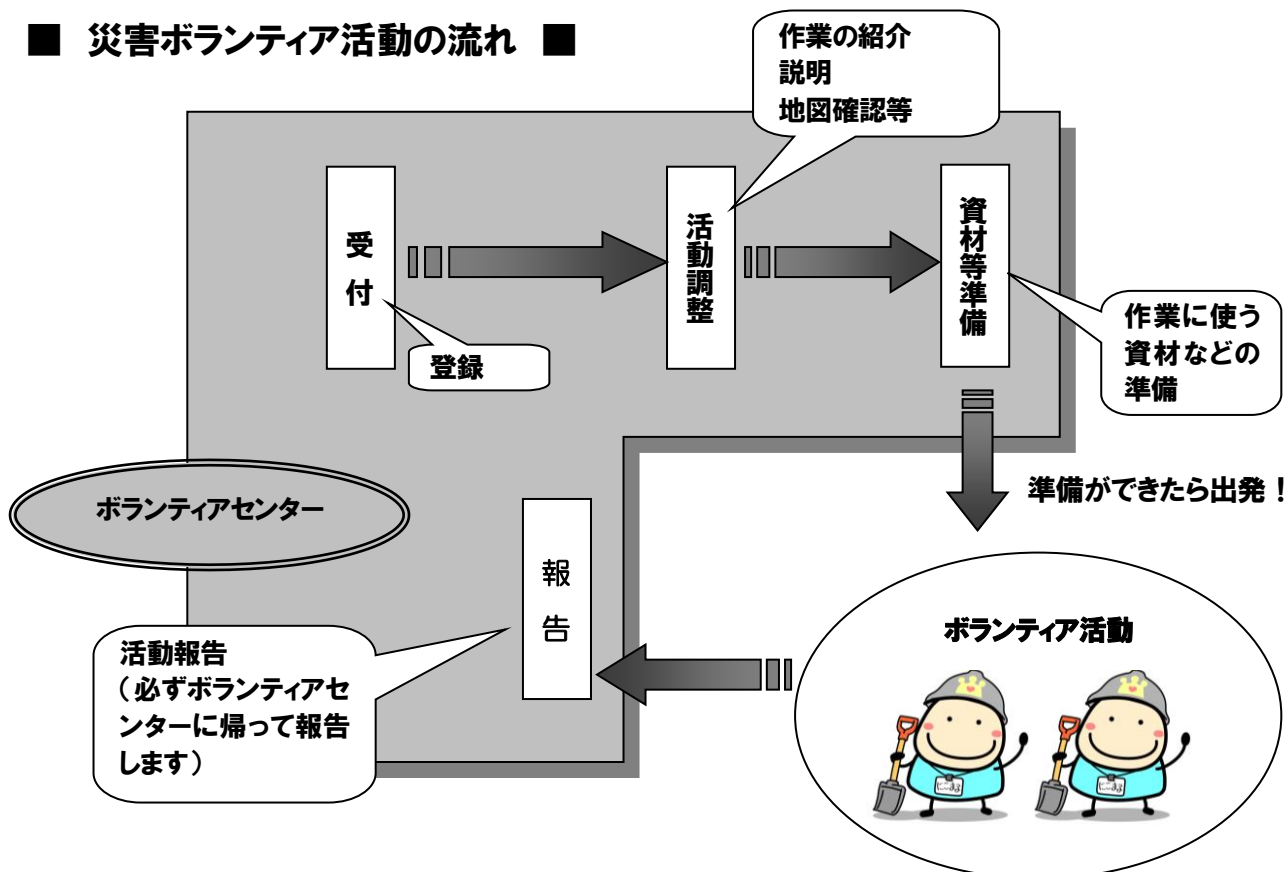 ■ 災害ボランティア活動の流れ ■
作業の紹介
説明
地図確認等
受付
登録
活動調整
資材等準備
作業に使う
資材などの
準備
準備ができたら出発！
ボランティアセンター
ボランティア活動
報告
活動報告
（必ずボランティアセ
ンターに帰って報告
します）